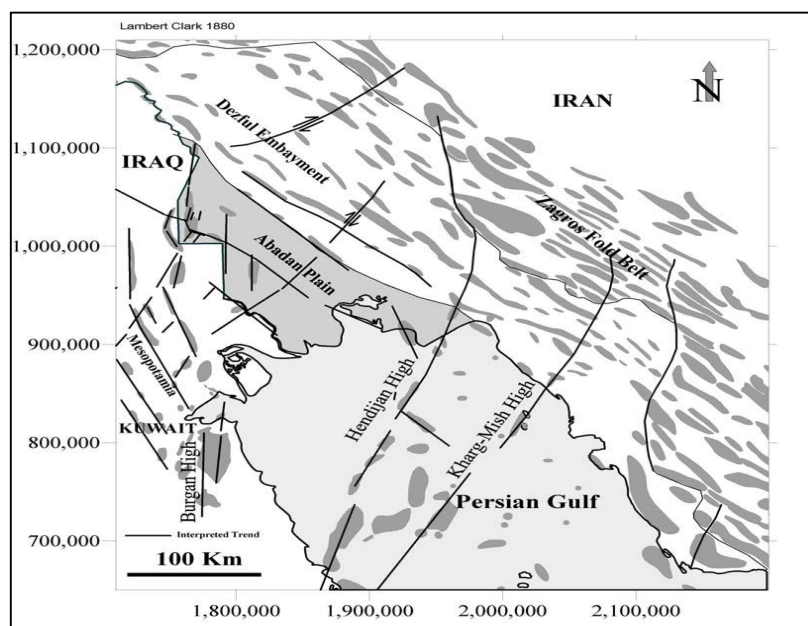 Lambert Clark 1880
1,200,000
1,100,000
1,000,000
900,000
800,000
700,000
IRAN
N
Dezful Embayment
IRAQ
Zagros Fold Belt
Abadan Plain
Mesopotamia
Hendijan High
Kharg-Mish High
KUWAIT
Burgan High
Persian Gulf
Interpreted Trend
100 Km
1,800,000
1,900,000
2,000,000
2,100,000